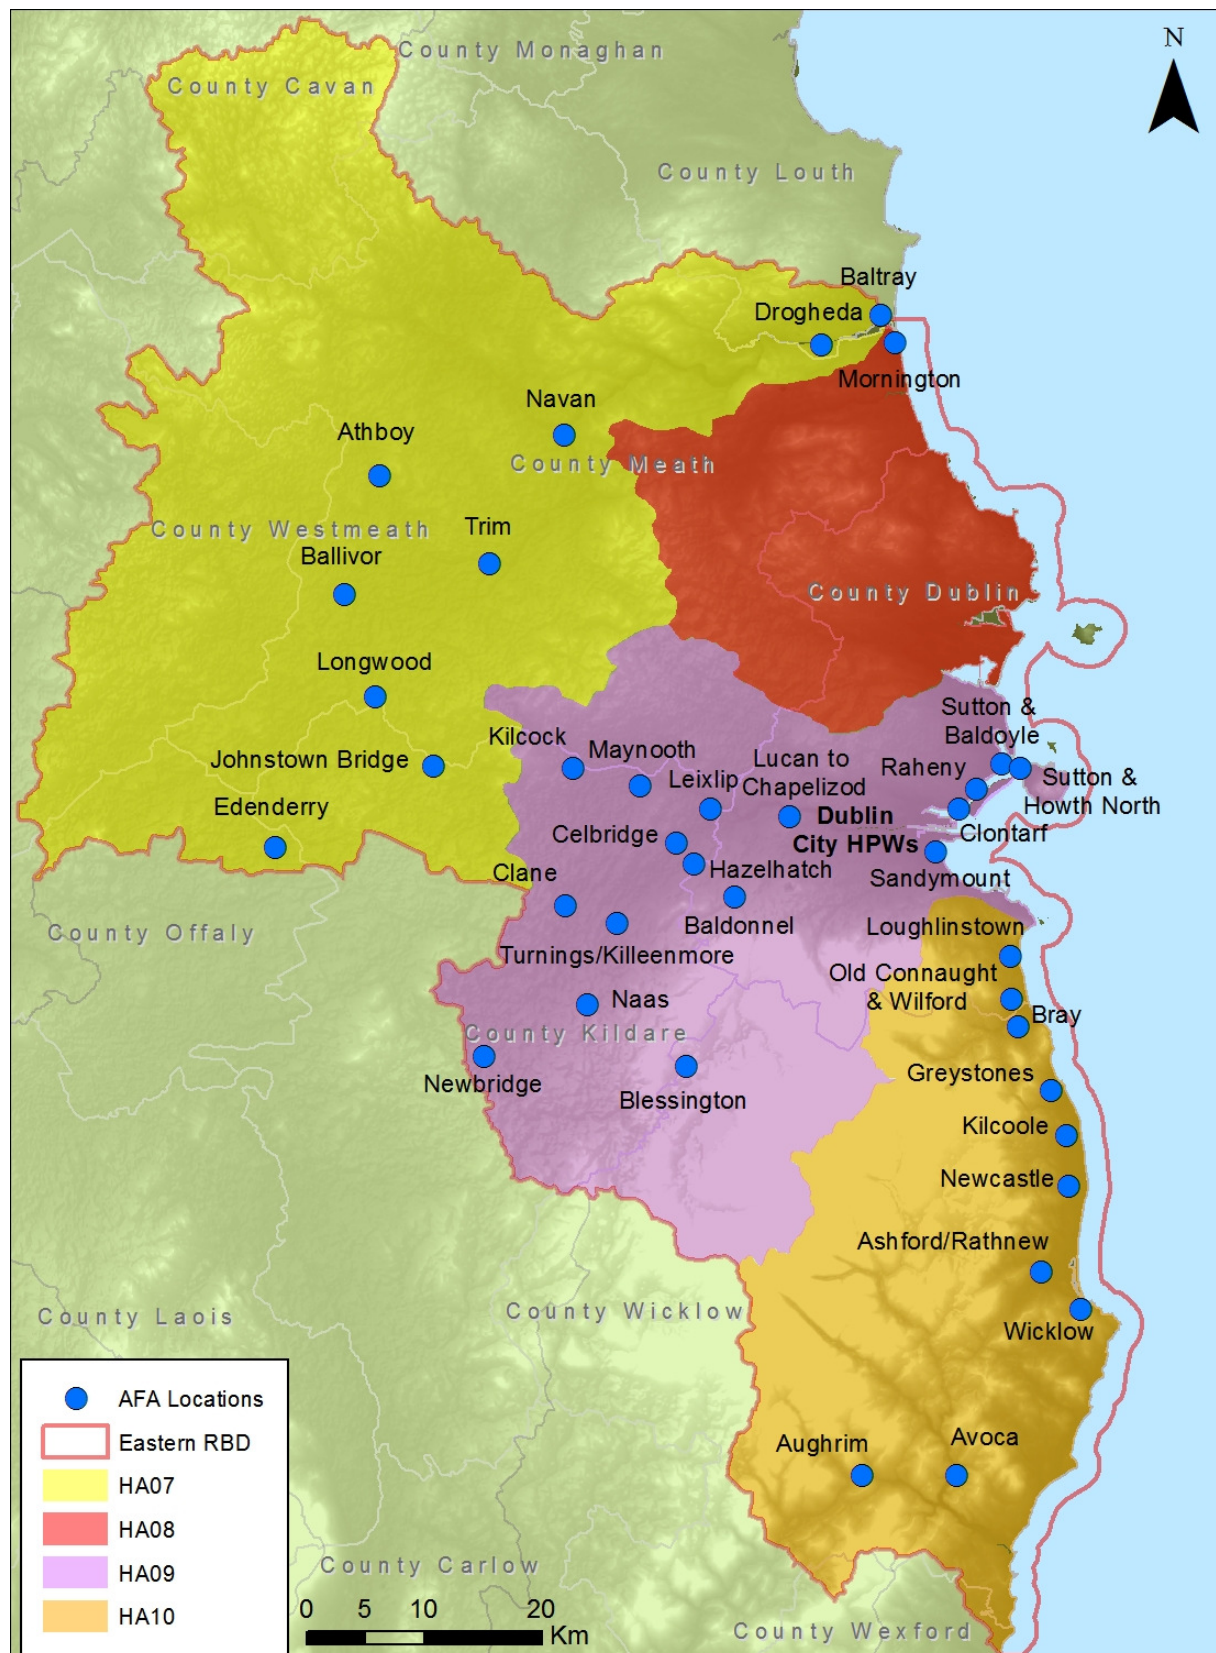 N
County Monaghan
County Cavan
County Louth
Baltray
Drogheda
Mornington
Navan
Athboy
County Meath
County Westmeath
Trim
Ballivor
County Dublin
Longwood
Sutton &
Baldoyle
Kilcock
Maynooth
Johnstown Bridge
Leixlip
Lucan to
Chapelizod
Raheny
Sutton &
Howth North
Edenderry
Celbridge
Dublin
City HPWs
Clontarf
Clane
Hazelhatch
Sandymount
Baldonnel
Loughlinstown
County Offaly
Turnings/Killeenmore
Old Connaught
& Wilford
Naas
Bray
County Kildare
Newbridge
Blessington
Greystones
Kilcoole
Newcastle
Ashford/Rathnew
County Laois
County Wicklow
Wicklow
Aughrim
Avoca
County Carlow
County Wexford
AFA Locations
Eastern RBD
HA07
HA08
HA09
HA10
0 5 10 20
Km